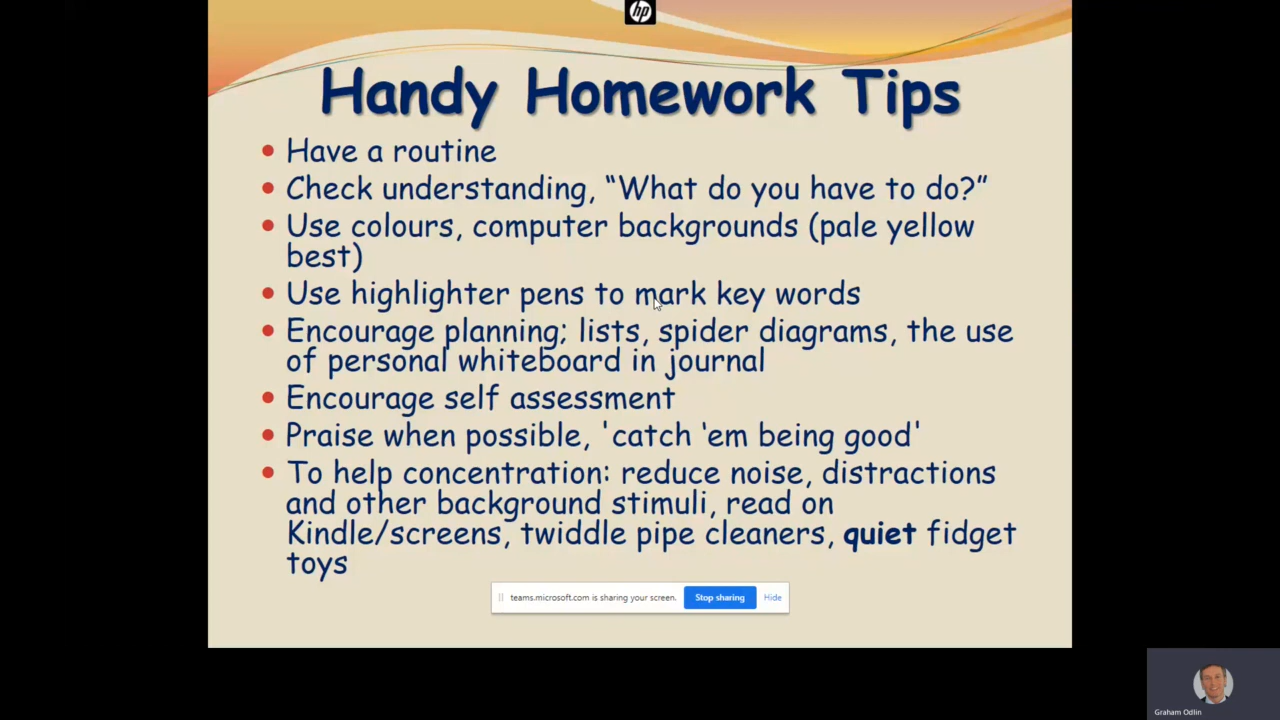 hp
Handy Homework Tips
• Have a routine
• Check understanding, “What do you have to do?”
• Use colours, computer backgrounds (pale yellow
best)
• Use highlighter pens to mark key words
• Encourage planning; lists, spider diagrams, the use
of personal whiteboard in journal
• Encourage self assessment
• Praise when possible, 'catch ‘em being good'
• To help concentration: reduce noise, distractions
and other background stimuli, read on
Kindle/screens, twiddle pipe cleaners, quiet fidget
toys
teams.microsoft.com is sharing your screen. Stop sharing Hide
Graham Odlin